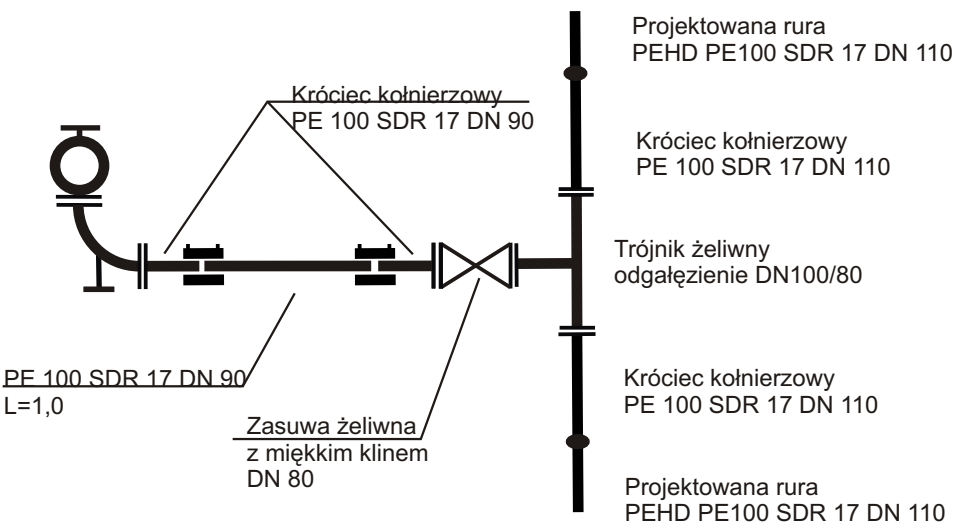 Projektowana rura
PEHD PE100 SDR 17 DN 110
Króciec kołnierzowy
PE 100 SDR 17 DN 90
Króciec kołnierzowy
PE 100 SDR 17 DN 110
Trójnik żeliwny
odgałęzienie DN100/80
PE 100 SDR 17 DN 90
L=1,0
Króciec kołnierzowy
PE 100 SDR 17 DN 110
Zasuwa żeliwna
z miękkim klinem
DN 80
Projektowana rura
PEHD PE100 SDR 17 DN 110